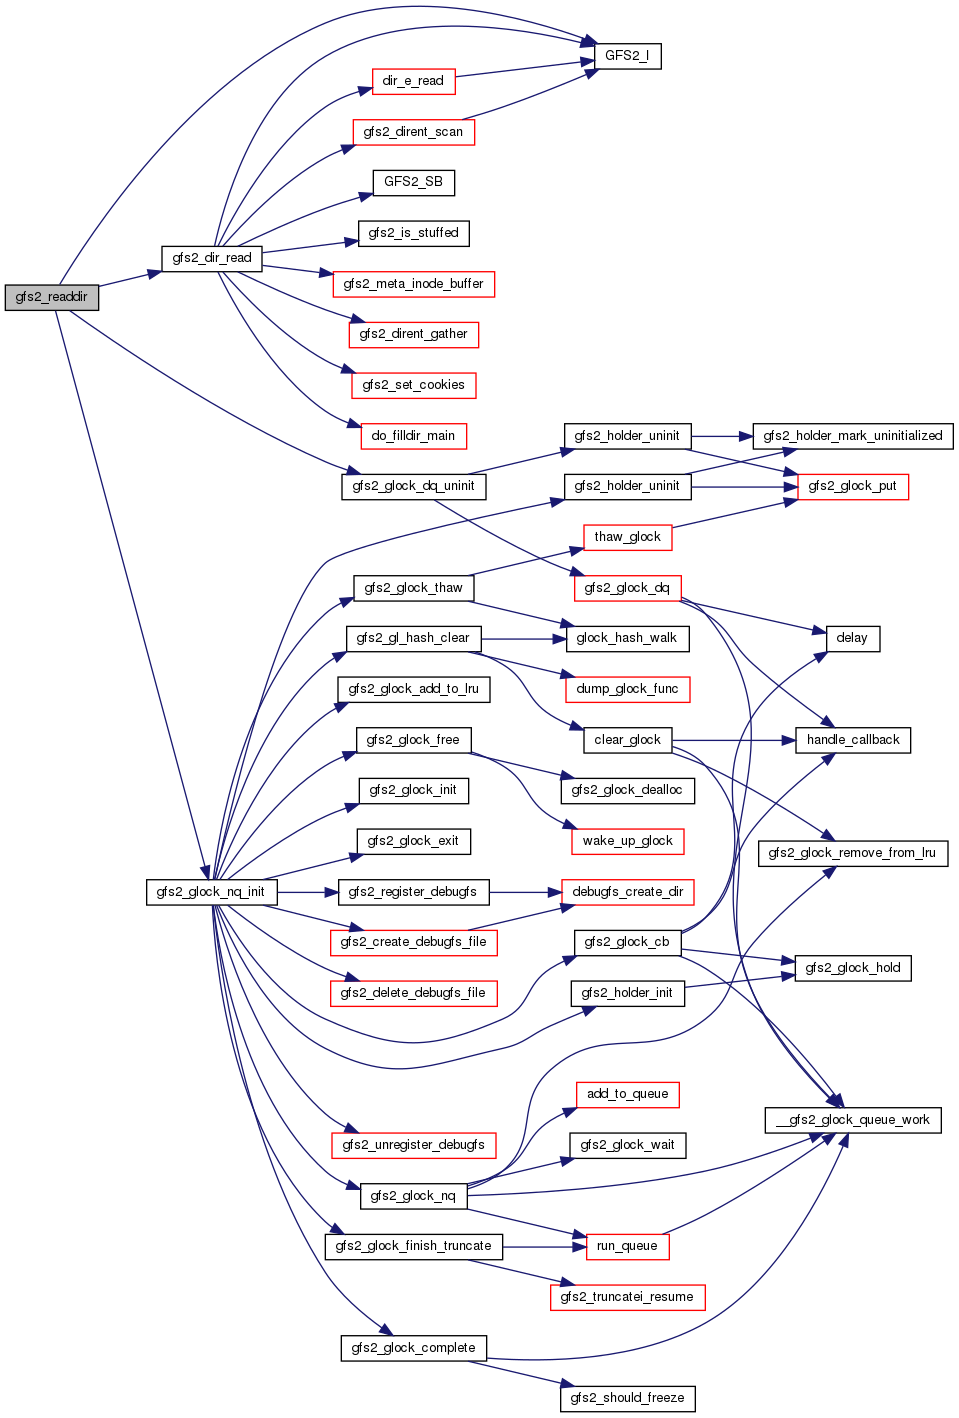 GFS2_I
dir_e_read
gfs2_dirent_scan
GFS2_SB
gfs2_is_stuffed
gfs2_dir_read
gfs2_meta_inode_buffer
gfs2_readdir
gfs2_dirent_gather
gfs2_set_cookies
do_filldir_main
gfs2_holder_uninit
gfs2_holder_mark_uninitialized
gfs2_glock_dq_uninit
gfs2_holder_uninit
gfs2_glock_put
thaw_glock
gfs2_glock_thaw
gfs2_glock_dq
gfs2_gl_hash_clear
glock_hash_walk
delay
gfs2_glock_add_to_lru
dump_glock_func
gfs2_glock_free
clear_glock
handle_callback
gfs2_glock_init
gfs2_glock_dealloc
gfs2_glock_exit
wake_up_glock
gfs2_glock_remove_from_lru
gfs2_glock_nq_init
gfs2_register_debugfs
debugfs_create_dir
gfs2_create_debugfs_file
gfs2_glock_cb
gfs2_glock_hold
gfs2_delete_debugfs_file
gfs2_holder_init
add_to_queue
__gfs2_glock_queue_work
gfs2_unregister_debugfs
gfs2_glock_wait
gfs2_glock_nq
gfs2_glock_finish_truncate
run_queue
gfs2_truncatei_resume
gfs2_glock_complete
gfs2_should_freeze